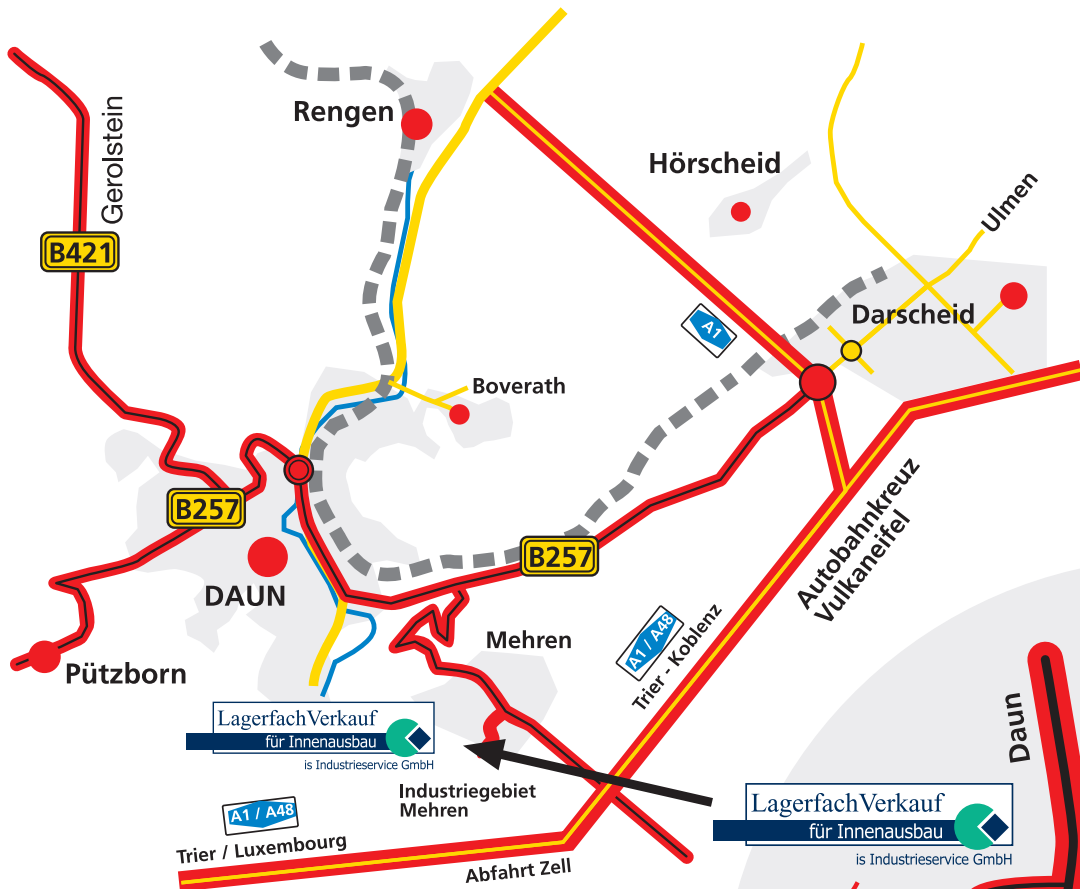 Rengen
Gerolstein
Hörscheid
B421
Ulmen
A1
Darscheid
Boverath
B257
DAUN
B257
Autobahnkreuz
Vulkaneifel
Mehren
A1 / A48
Trier - Koblenz
Pützborn
LagerfachVerkauf
für Innenausbau
is Industrieservice GmbH
Daun
Industriegebiet
Mehren
A1 / A48
Trier / Luxembourg
Abfahrt Zell
LagerfachVerkauf
für Innenausbau
is Industrieservice GmbH